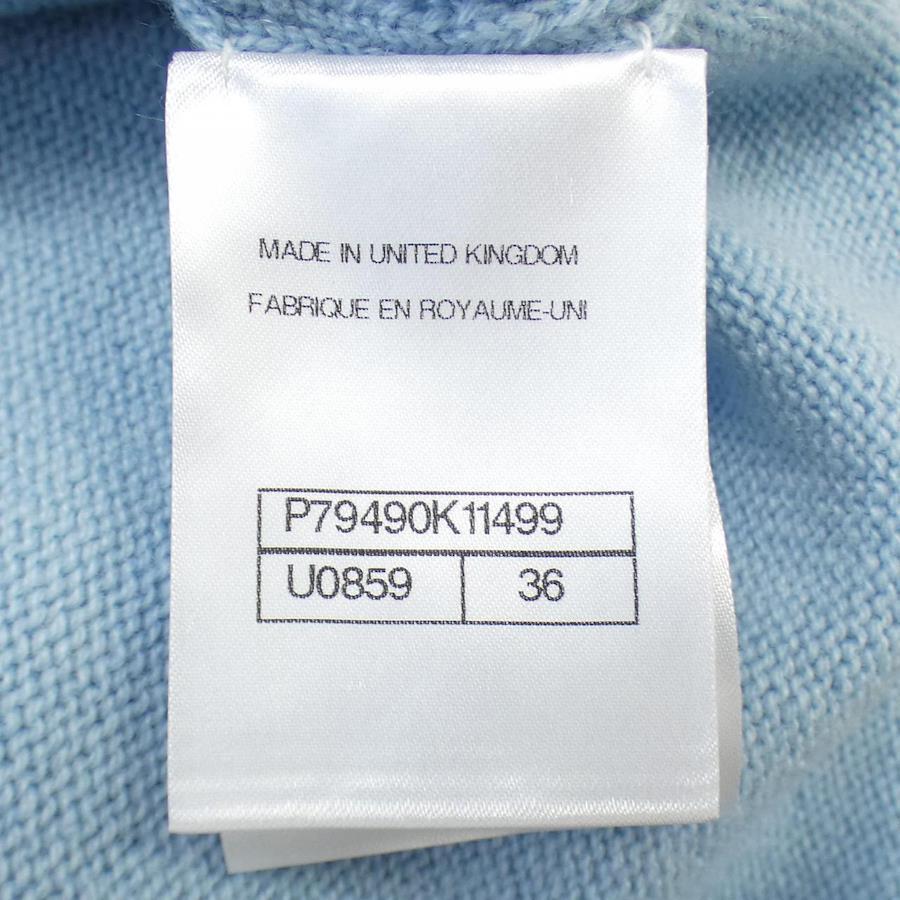 MADE IN UNITED KINGDOM
FABRIQUE EN ROYAUME-UNI
P79490K11499
U0859 36